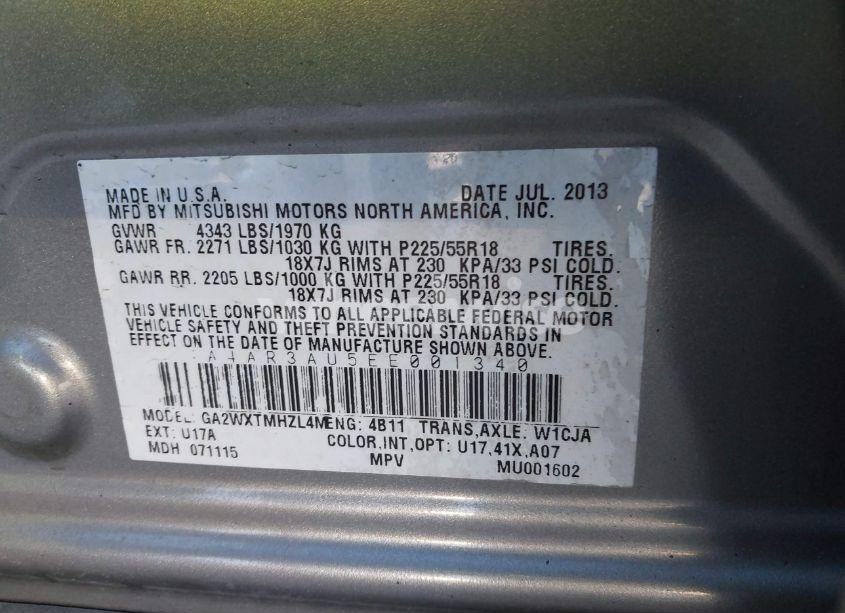 MADE IN U.S.A. DATE JUL. 2013
MFD BY MITSUBISHI MOTORS NORTH AMERICA, INC.
GVWR 4343 LBS/1970 KG
GAWR FR. 2271 LBS/1030 KG WITH P225/55R18 TIRES.
18X7J RIMS AT 230 KPA/33 PSI COLD.
GAWR RR. 2205 LBS/1000 KG WITH P225/55R18 TIRES.
18X7J RIMS AT 230 KPA/33 PSI COLD.
THIS VEHICLE CONFORMS TO ALL APPLICABLE FEDERAL MOTOR
VEHICLE SAFETY AND THEFT PREVENTION STANDARDS IN
EFFECT ON THE DATE OF MANUFACTURE SHOWN ABOVE.
A4AR3AU5EE001340
MODEL: GA2WXTMHZL4M ENG: 4B11 TRANS,AXLE: W1CJA
EXT: U17A COLOR,INT,OPT: U17,41X,A07
MDH 071115 MPV MU001602